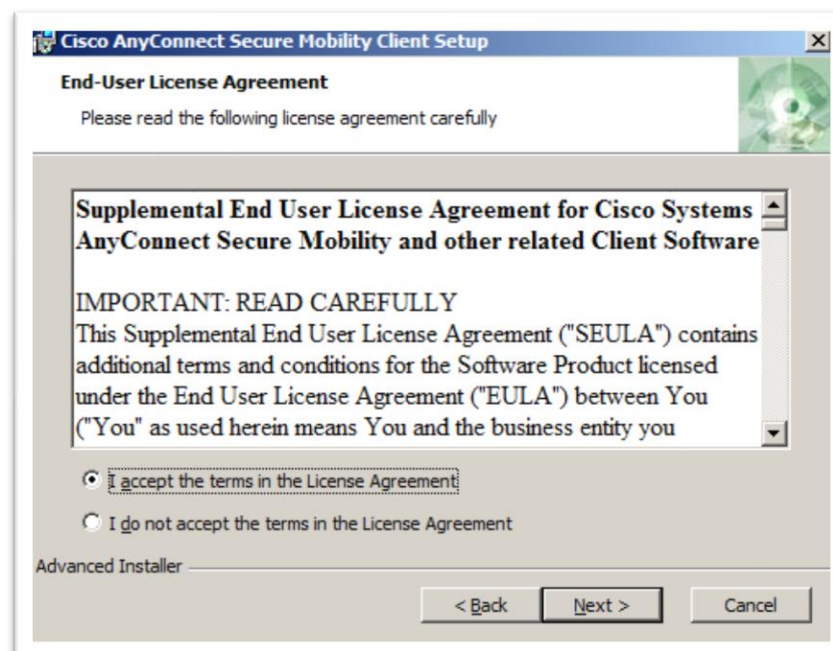 Cisco AnyConnect Secure Mobility Client Setup
End-User License Agreement
Please read the following license agreement carefully
Supplemental End User License Agreement for Cisco Systems
AnyConnect Secure Mobility and other related Client Software
IMPORTANT: READ CAREFULLY
This Supplemental End User License Agreement ("SEULA") contains
additional terms and conditions for the Software Product licensed
under the End User License Agreement ("EULA") between You
("You" as used herein means You and the business entity you
I accept the terms in the License Agreement
I do not accept the terms in the License Agreement
Advanced Installer
< Back Next > Cancel